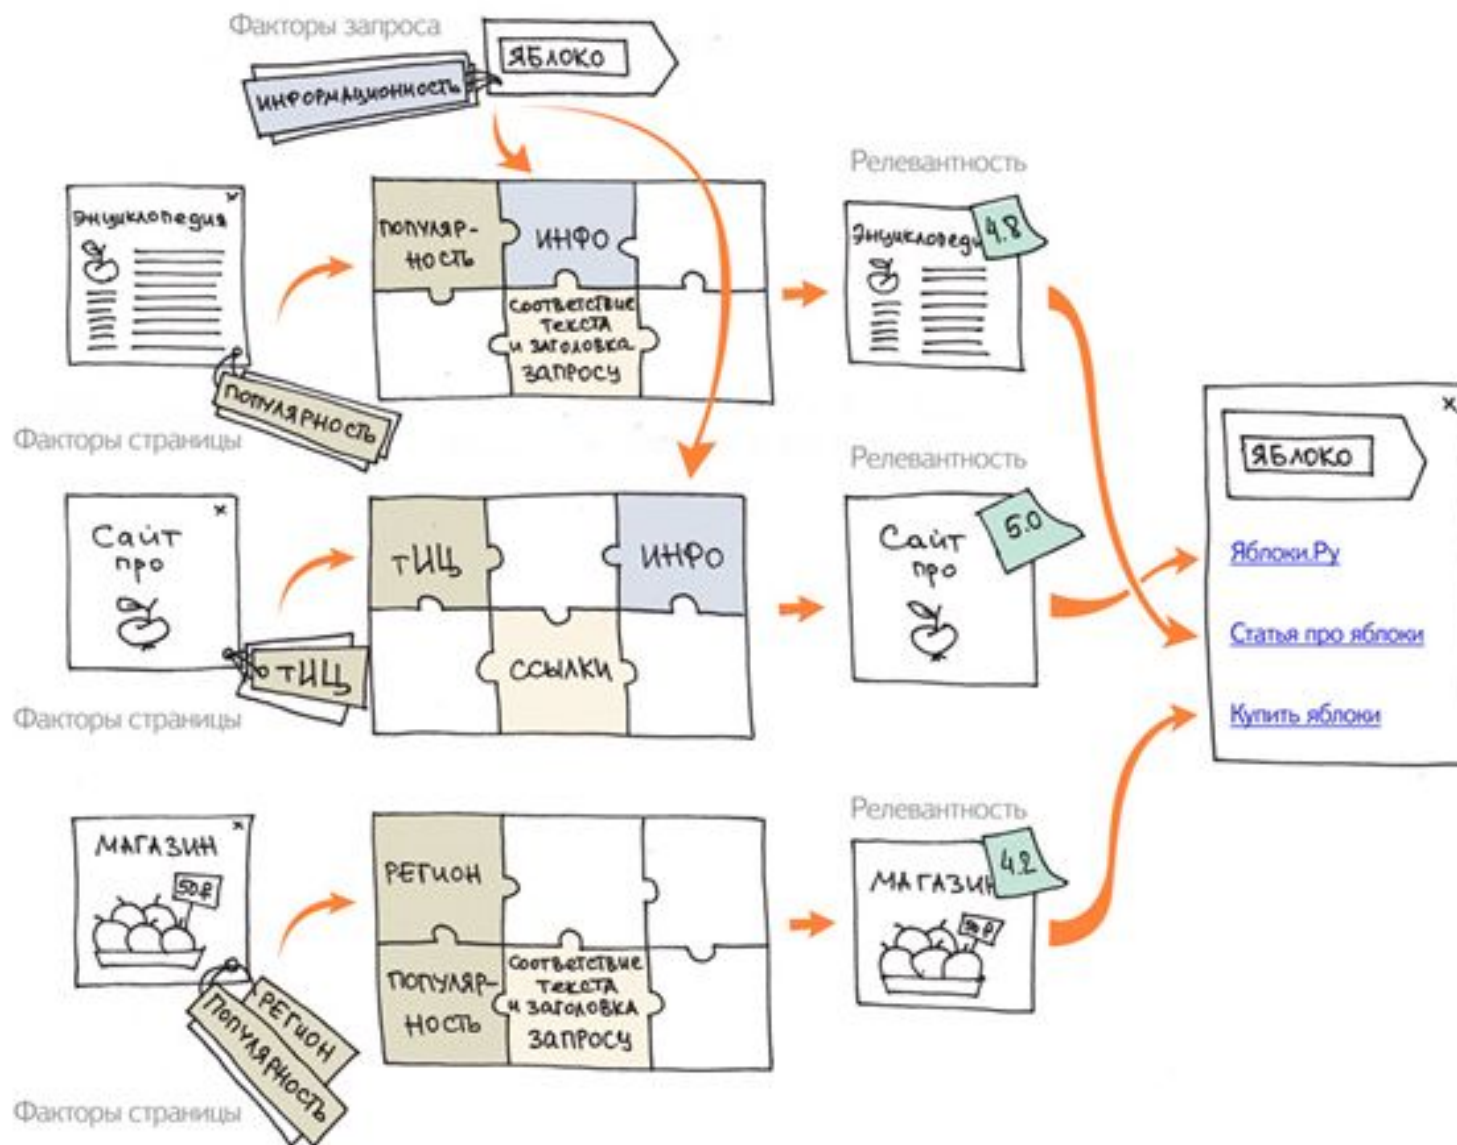 Факторы запроса
ЯБЛОКО
ИНФОРМАЦИОННОСТЬ
Энциклопедия
ПОПУЛЯРНОСТЬ
Факторы страницы
ПОПУЛЯР-
НОСТЬ
ИНФО
СООТВЕТСТВИЕ
ТЕКСТА
И ЗАГОЛОВКА
ЗАПРОСУ
Релевантность
Энциклопеди
4.8
Сайт
про
тИЦ
Факторы страницы
тИЦ
ИНФО
ССЫЛКИ
Релевантность
5.0
Сайт
про
МАГАЗИН
50₽
РЕГИОН
ПОПУЛЯРНОСТЬ
Факторы страницы
РЕГИОН
ПОПУЛЯР-
НОСТЬ
СООТВЕТСТВИЕ
ТЕКСТА
И ЗАГОЛОВКА
ЗАПРОСУ
Релевантность
4.2
МАГАЗИН
50₽
ЯБЛОКО
Яблоки.Ру
Статья про яблоки
Купить яблоки